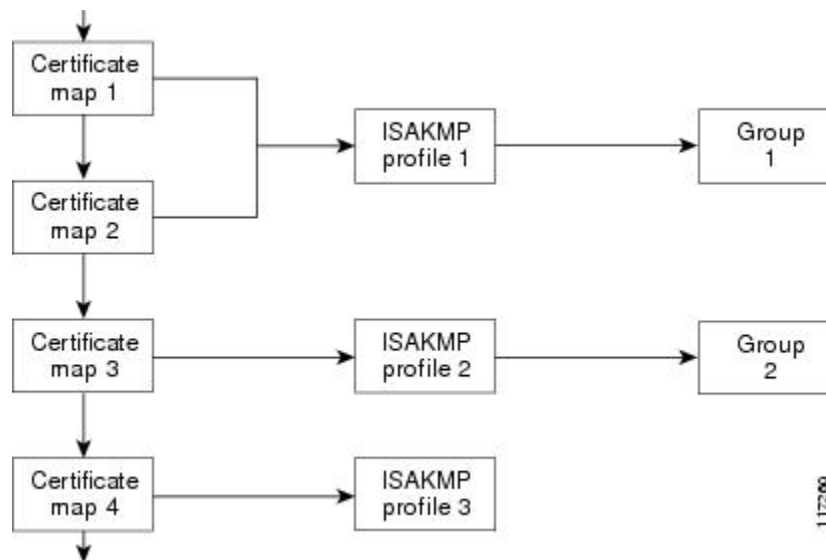 Certificate
map 1
ISAKMP
profile 1
Group
1
Certificate
map 2
Certificate
map 3
ISAKMP
profile 2
Group
2
Certificate
map 4
ISAKMP
profile 3
117269